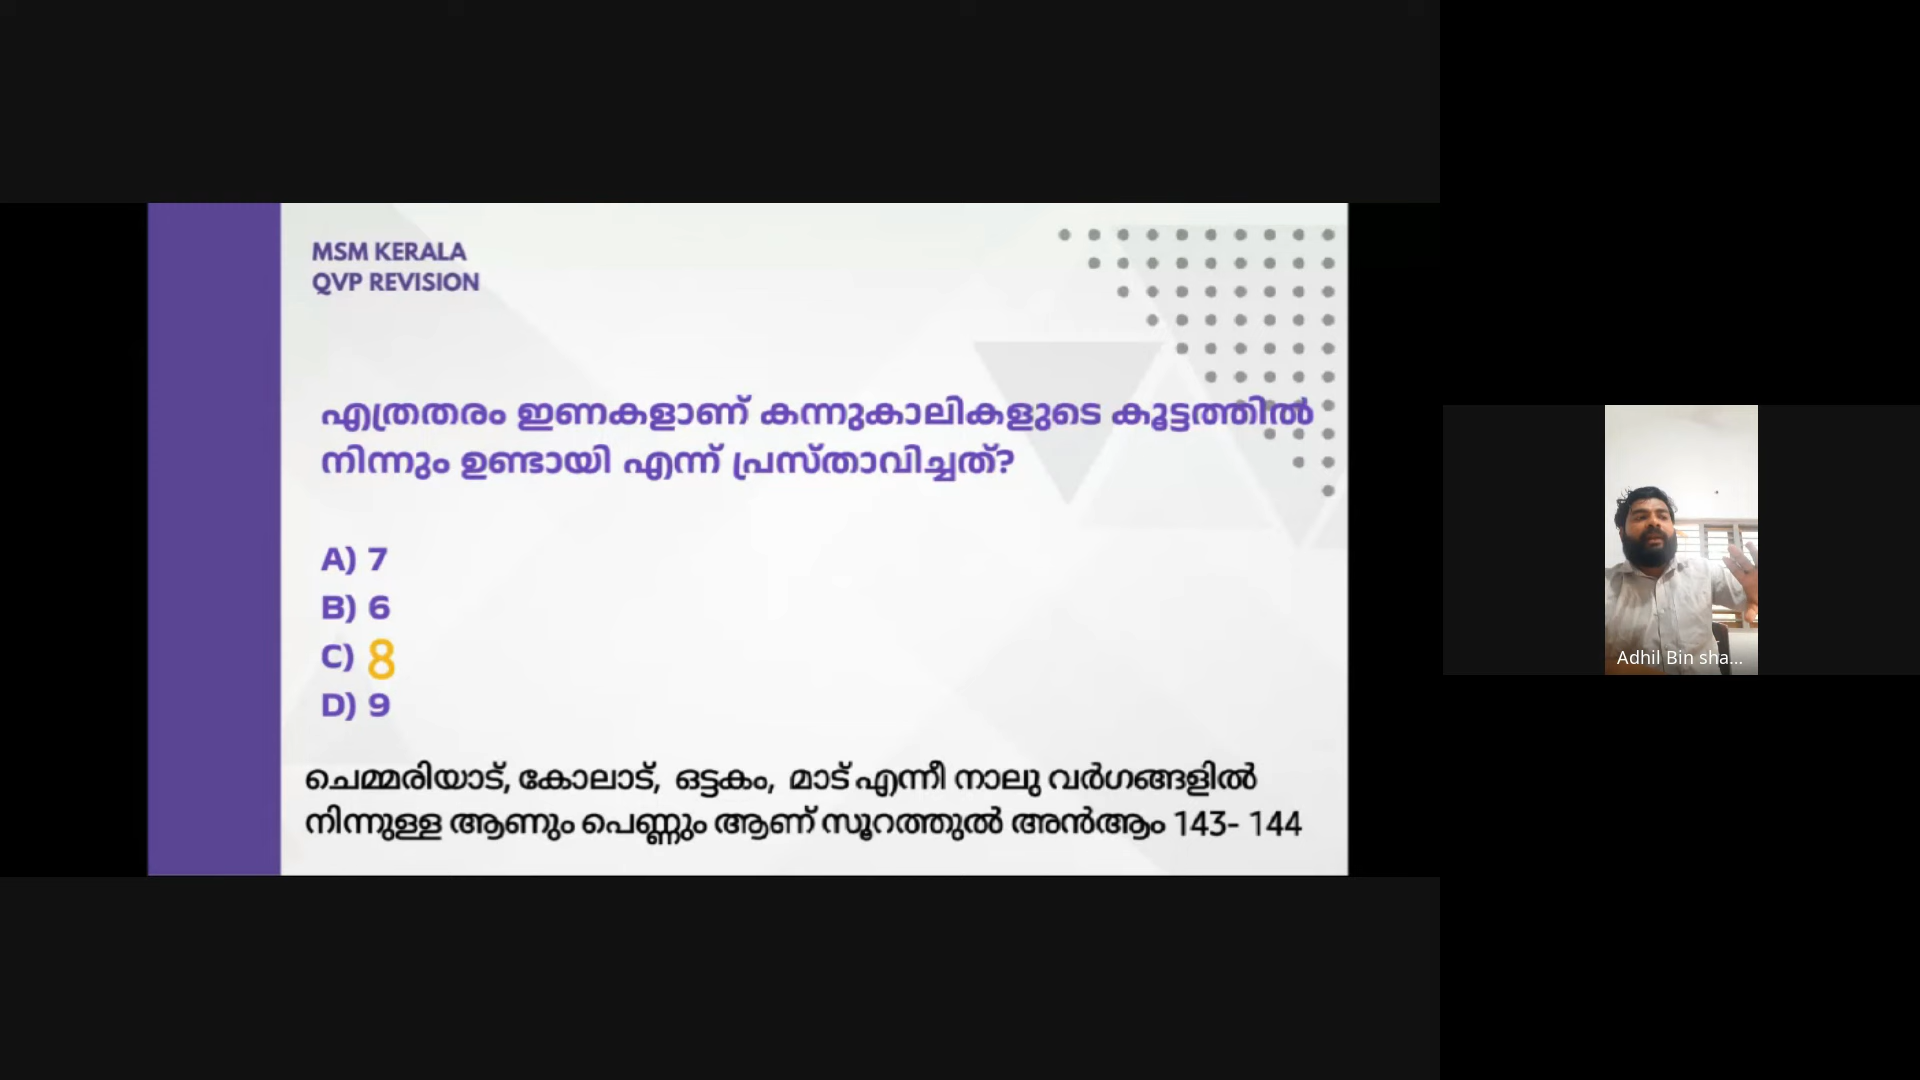 MSM KERALA
QVP REVISION
എത്രതരം ഇണകളാണ് കന്നുകാലികളുടെ കൂട്ടത്തിൽ
നിന്നും ഉണ്ടായി എന്ന് പ്രസ്താവിച്ചത്?
A) 7
B) 6
C) 8
D) 9
ചെമ്മരിയാട്, കോലാട്, ഒട്ടകം, മാട് എന്നീ നാലു വർഗങ്ങളിൽ
നിന്നുള്ള ആണും പെണ്ണും ആണ് സൂറത്തുൽ അൻആം 143- 144
Adhil Bin sha...